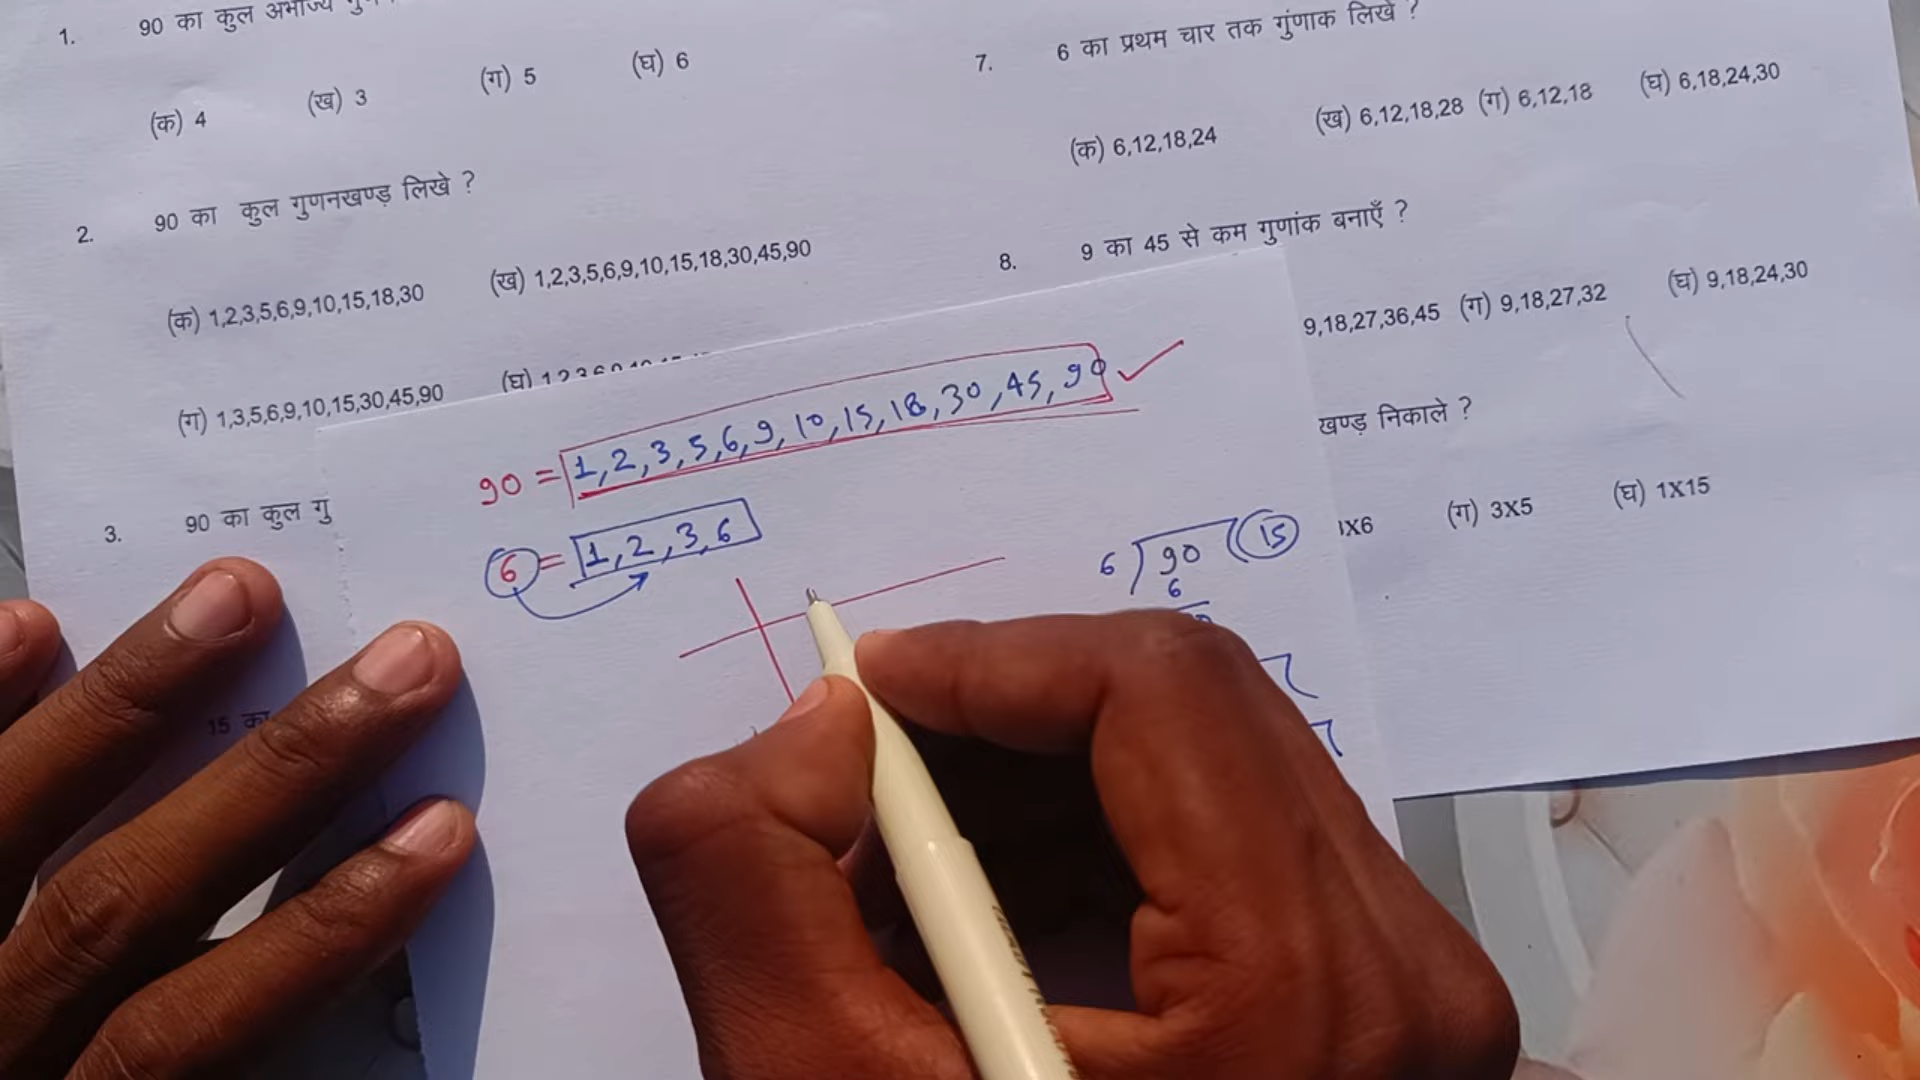 1. 90 का कुल अभाज्य
(क) 4 (ख) 3 (ग) 5 (घ) 6
2. 90 का कुल गुणनखण्ड़ लिखे ?
(क) 1,2,3,5,6,9,10,15,18,30 (ख) 1,2,3,5,6,9,10,15,18,30,45,90
(ग) 1,3,5,6,9,10,15,30,45,90 (घ)
3. 90 का कुल गु
15 का
7. 6 का प्रथम चार तक गुंणाक लिखे ?
(क) 6,12,18,24 (ख) 6,12,18,28 (ग) 6,12,18 (घ) 6,18,24,30
8. 9 का 45 से कम गुणांक बनाएँ ?
9,18,27,36,45 (ग) 9,18,27,32 (घ) 9,18,24,30
खण्ड़ निकाले ?
X6 (ग) 3X5 (घ) 1X15
90 = 1,2,3,5,6,9,10,15,18,30,45,90
6 = 1,2,3,6
6 ) 90 ( 15
6